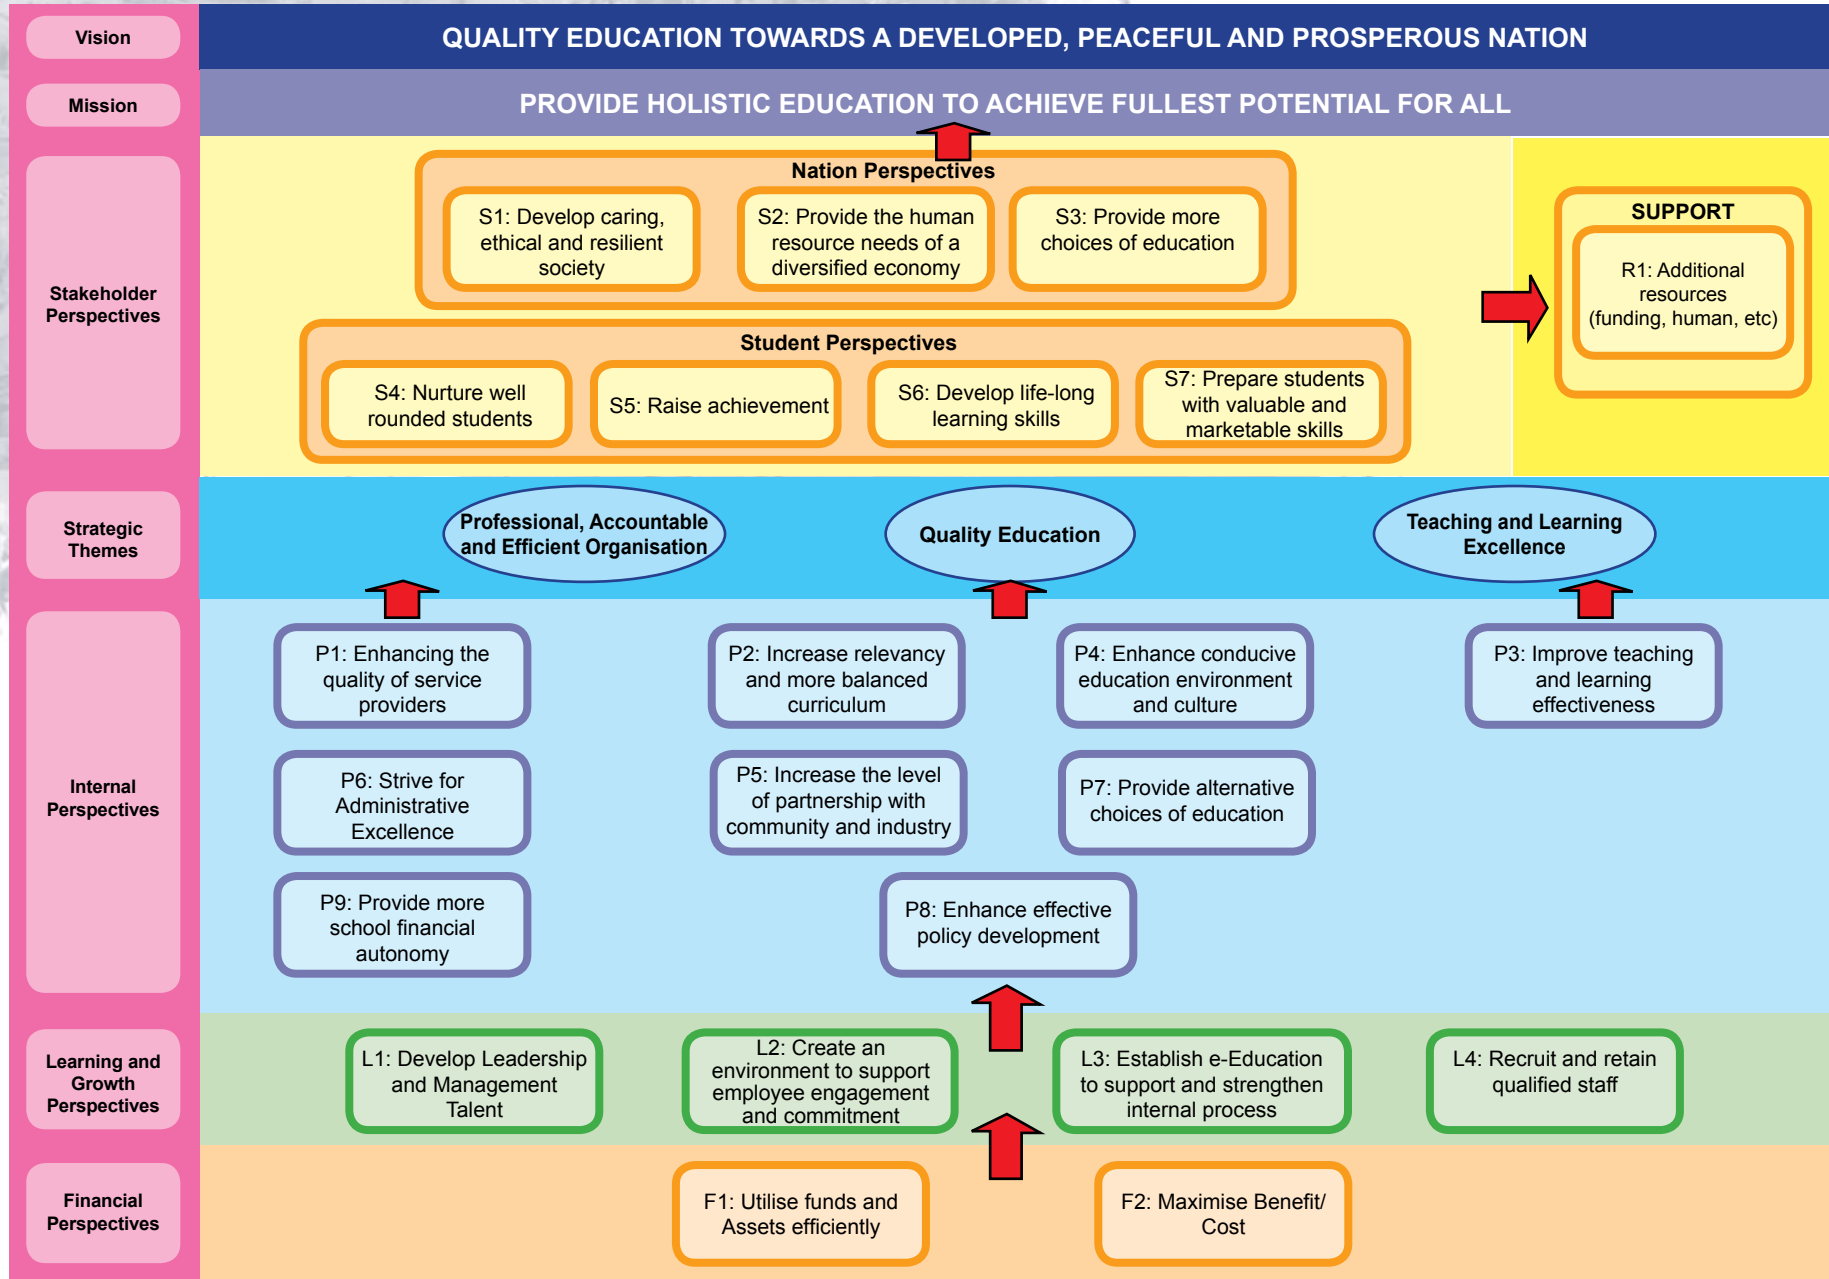 Vision
QUALITY EDUCATION TOWARDS A DEVELOPED, PEACEFUL AND PROSPEROUS NATION
Mission
PROVIDE HOLISTIC EDUCATION TO ACHIEVE FULLEST POTENTIAL FOR ALL
Stakeholder
Perspectives
Nation Perspectives
S1: Develop caring,
ethical and resilient
society
S2: Provide the human
resource needs of a
diversified economy
S3: Provide more
choices of education
SUPPORT
R1: Additional
resources
(funding, human, etc)
Student Perspectives
S4: Nurture well
rounded students
S5: Raise achievement
S6: Develop life-long
learning skills
S7: Prepare students
with valuable and
marketable skills
Strategic
Themes
Professional, Accountable
and Efficient Organisation
Quality Education
Teaching and Learning
Excellence
Internal
Perspectives
P1: Enhancing the
quality of service
providers
P2: Increase relevancy
and more balanced
curriculum
P4: Enhance conducive
education environment
and culture
P3: Improve teaching
and learning
effectiveness
P6: Strive for
Administrative
Excellence
P5: Increase the level
of partnership with
community and industry
P7: Provide alternative
choices of education
P9: Provide more
school financial
autonomy
P8: Enhance effective
policy development
Learning and
Growth
Perspectives
L1: Develop Leadership
and Management
Talent
L2: Create an
environment to support
employee engagement
and commitment
L3: Establish e-Education
to support and strengthen
internal process
L4: Recruit and retain
qualified staff
Financial
Perspectives
F1: Utilise funds and
Assets efficiently
F2: Maximise Benefit/
Cost